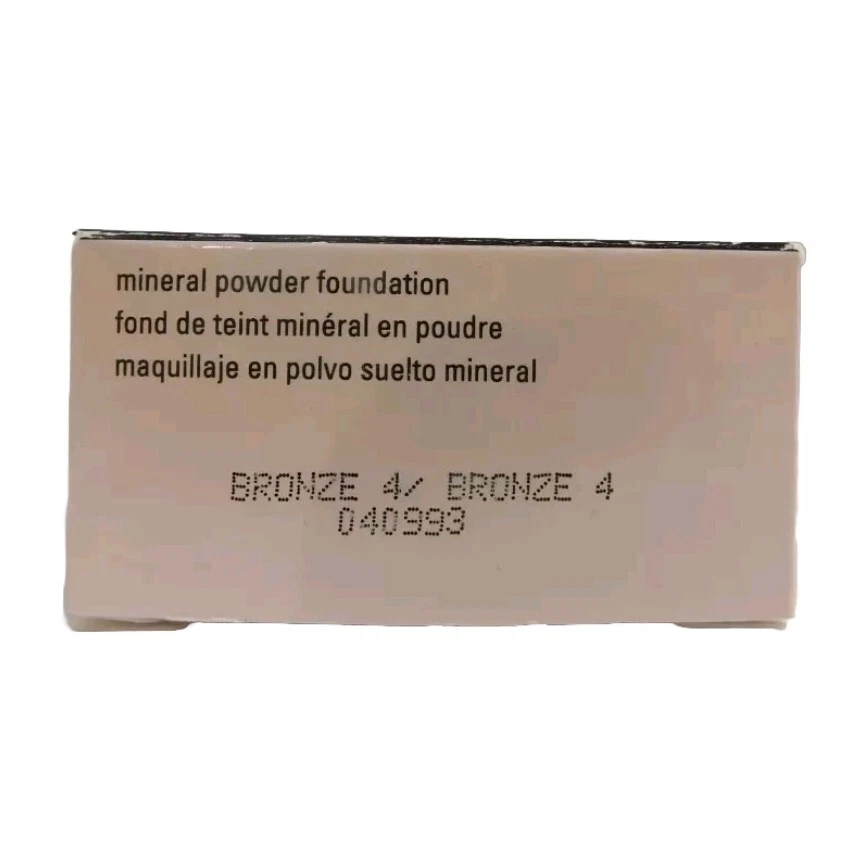 mineral powder foundation
fond de teint minéral en poudre
maquillaje en polvo suelto mineral
BRONZE 4/ BRONZE 4
040993